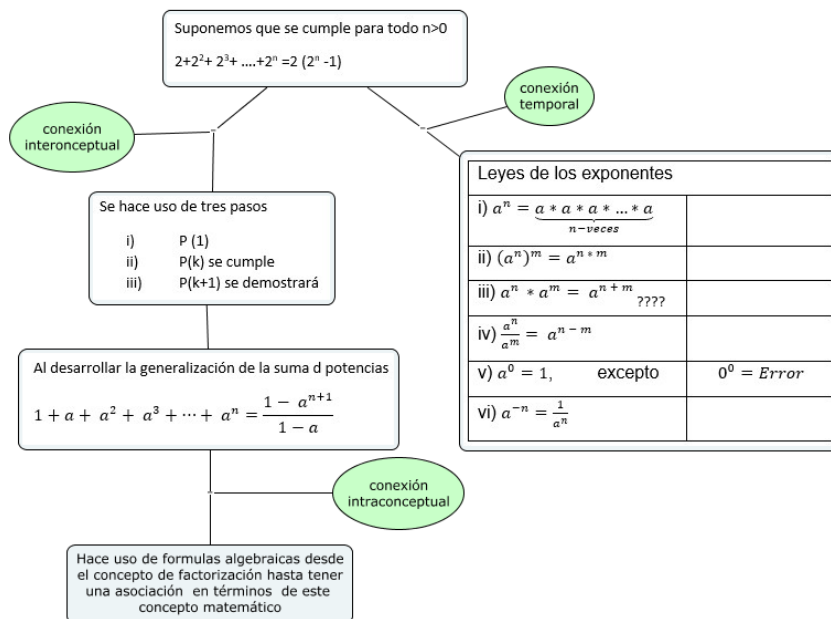 Suponemos que se cumple para todo n>0
2+2²+ 2³+ ....+2ⁿ =2 (2ⁿ -1)
conexión
temporal
conexión
interonceptual
Se hace uso de tres pasos
i) P (1)
ii) P(k) se cumple
iii) P(k+1) se demostrará
Leyes de los exponentes
i) aⁿ = a * a * a * ... * a
n−veces
ii) (aⁿ)ᵐ = aⁿ * ᵐ
iii) aⁿ * aᵐ = aⁿ ⁺ ᵐ ????
iv) aⁿ/aᵐ = aⁿ ⁻ ᵐ
v) a⁰ = 1, excepto 0⁰ = Error
vi) a⁻ⁿ = 1/aⁿ
Al desarrollar la generalización de la suma d potencias
1 + a + a² + a³ + ⋯ + aⁿ = (1 − aⁿ⁺¹)/(1 − a)
conexión
intraconceptual
Hace uso de formulas algebraicas desde
el concepto de factorización hasta tener
una asociación en términos de este
concepto matemático